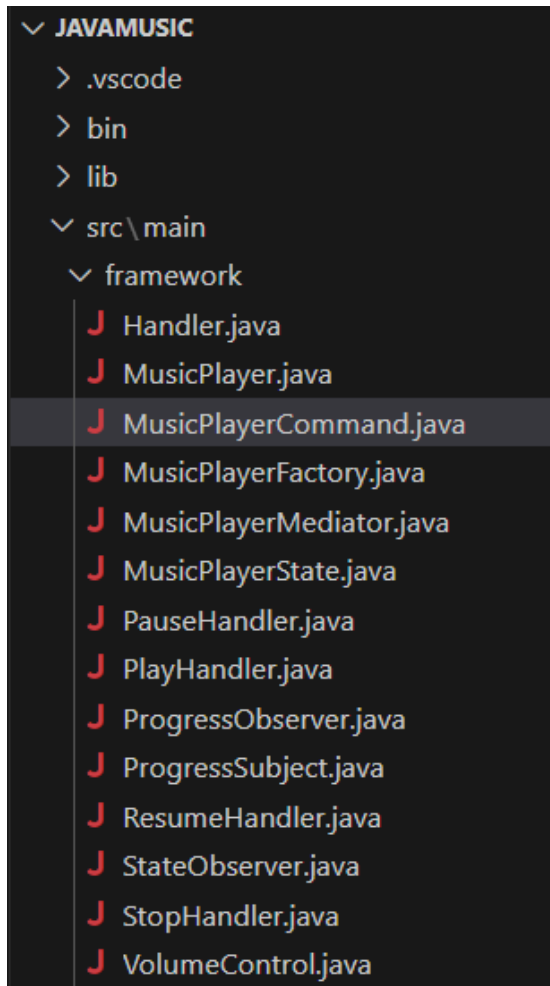 JAVAMUSIC
.vscode
bin
lib
src\main
framework
J Handler.java
J MusicPlayer.java
J MusicPlayerCommand.java
J MusicPlayerFactory.java
J MusicPlayerMediator.java
J MusicPlayerState.java
J PauseHandler.java
J PlayHandler.java
J ProgressObserver.java
J ProgressSubject.java
J ResumeHandler.java
J StateObserver.java
J StopHandler.java
J VolumeControl.java